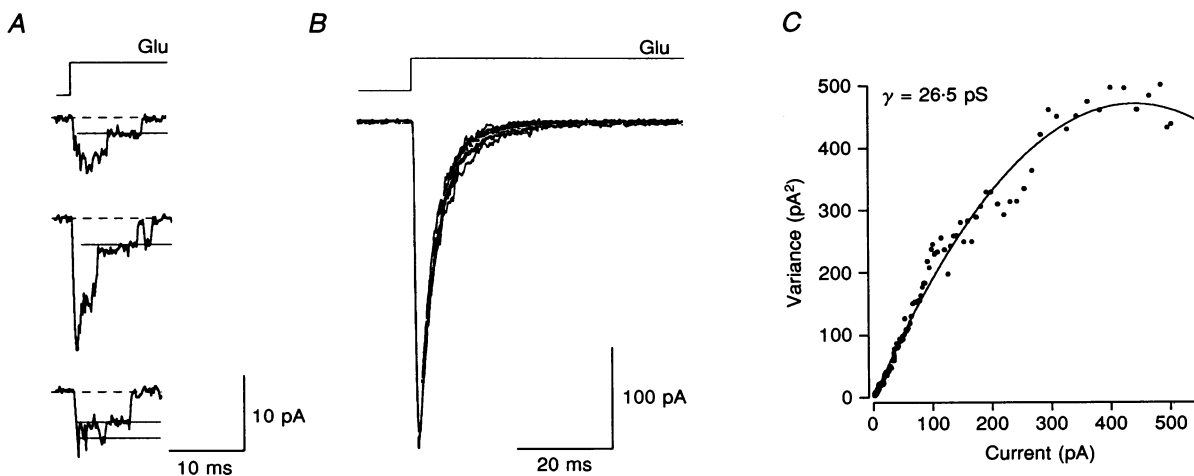 A
Glu
10 pA
10 ms
B
Glu
100 pA
20 ms
C
γ = 26·5 pS
Variance (pA²)
500
400
300
200
100
0
0 100 200 300 400 500
Current (pA)